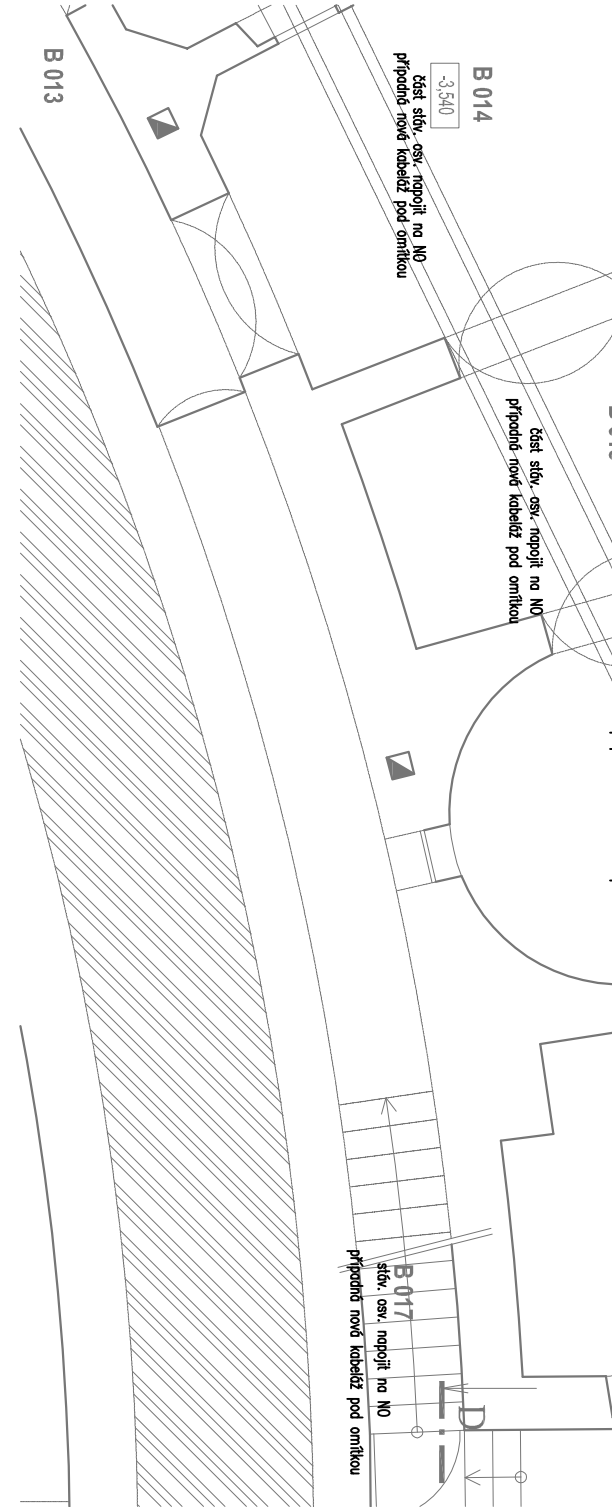 B 013
B 014
-3,540
část stáv. osv. napojit na NO
případná nová kabeláž pod omítkou
část stáv. osv. napojit na NO
případná nová kabeláž pod omítkou
B 017
stáv. osv. napojit na NO
případná nová kabeláž pod omítkou
D